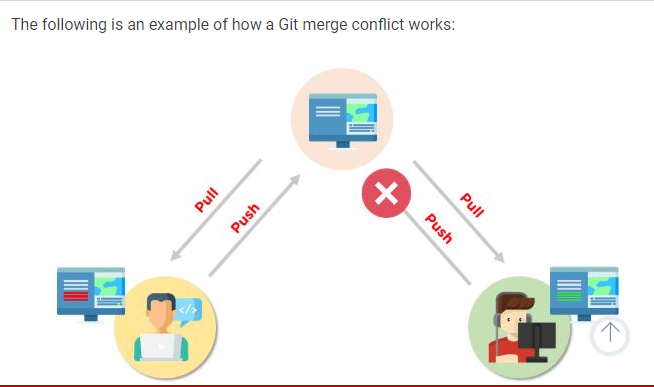 The following is an example of how a Git merge conflict works:
Pull
Push
Push
Pull
</>